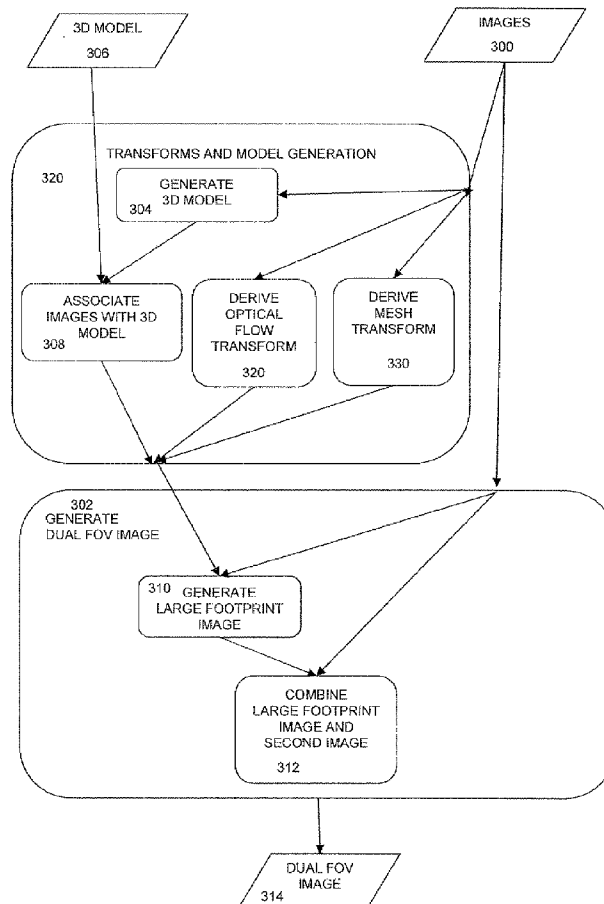 3D MODEL
306
IMAGES
300
320
TRANSFORMS AND MODEL GENERATION
GENERATE
3D MODEL
304
ASSOCIATE
IMAGES WITH 3D
MODEL
308
DERIVE
OPTICAL
FLOW
TRANSFORM
320
DERIVE
MESH
TRANSFORM
330
302
GENERATE
DUAL FOV IMAGE
310
GENERATE
LARGE FOOTPRINT
IMAGE
COMBINE
LARGE FOOTPRINT
IMAGE AND
SECOND IMAGE
312
DUAL FOV
IMAGE
314